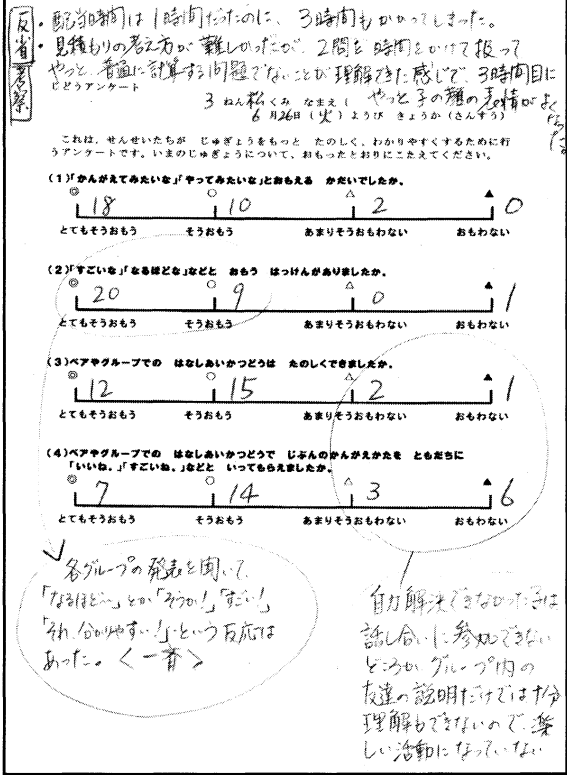 反省
考察
・配当時間は1時間だったのに、3時間もかかってしまった。
・見積もりの考え方が難しかったが、2問を時間をかけて扱って
やっと、普通に計算する問題でないことが理解できた感じで、3時間目に
やっと子の顔の表情がよくなった。
じどうアンケート
3 ねん 松 くみ なまえ（
6月26日（火）ようび きょうか（さんすう）
これは、せんせいたちが じゅぎょうをもっと たのしく、わかりやすくするために行
うアンケートです。いまのじゅぎょうについて、おもったとおりにこたえてください。
（1）「かんがえてみたいな」「やってみたいな」とおもえる かだいでしたか。
◎ 18 ○ 10 △ 2 ▲ 0
とてもそうおもう そうおもう あまりそうおもわない おもわない
（2）「すごいな」「なるほどな」などと おもう はっけんがありましたか。
◎ 20 ○ 9 △ 0 ▲ 1
とてもそうおもう そうおもう あまりそうおもわない おもわない
（3）ペアやグループでの はなしあいかつどうは たのしくできましたか。
◎ 12 ○ 15 △ 2 ▲ 1
とてもそうおもう そうおもう あまりそうおもわない おもわない
（4）ペアやグループでの はなしあいかつどうで じぶんのかんがえかたを ともだちに
「いいね。」「すごいね。」などと いってもらえましたか。
◎ 7 ○ 14 △ 3 ▲ 6
とてもそうおもう そうおもう あまりそうおもわない おもわない
各グループの発表を聞いて、
「なるほど〜」とか「そうか！」「すごい！」
「それ、分かりやすい！」という反応は
あった。＜一斉＞
自力解決できなかった子は
話し合いに参加できない
どころか、グループ内の
友達の説明だけでは十分
理解もできないので、楽
しい活動になっていない